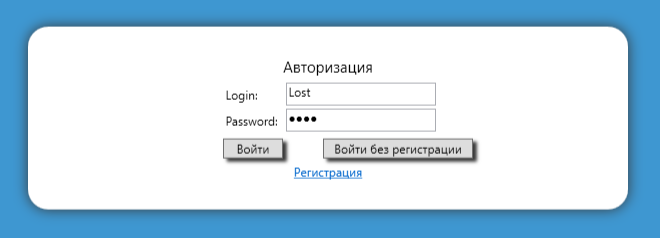 Авторизация
Login: Lost
Password: ●●●●
Войти Войти без регистрации
Регистрация